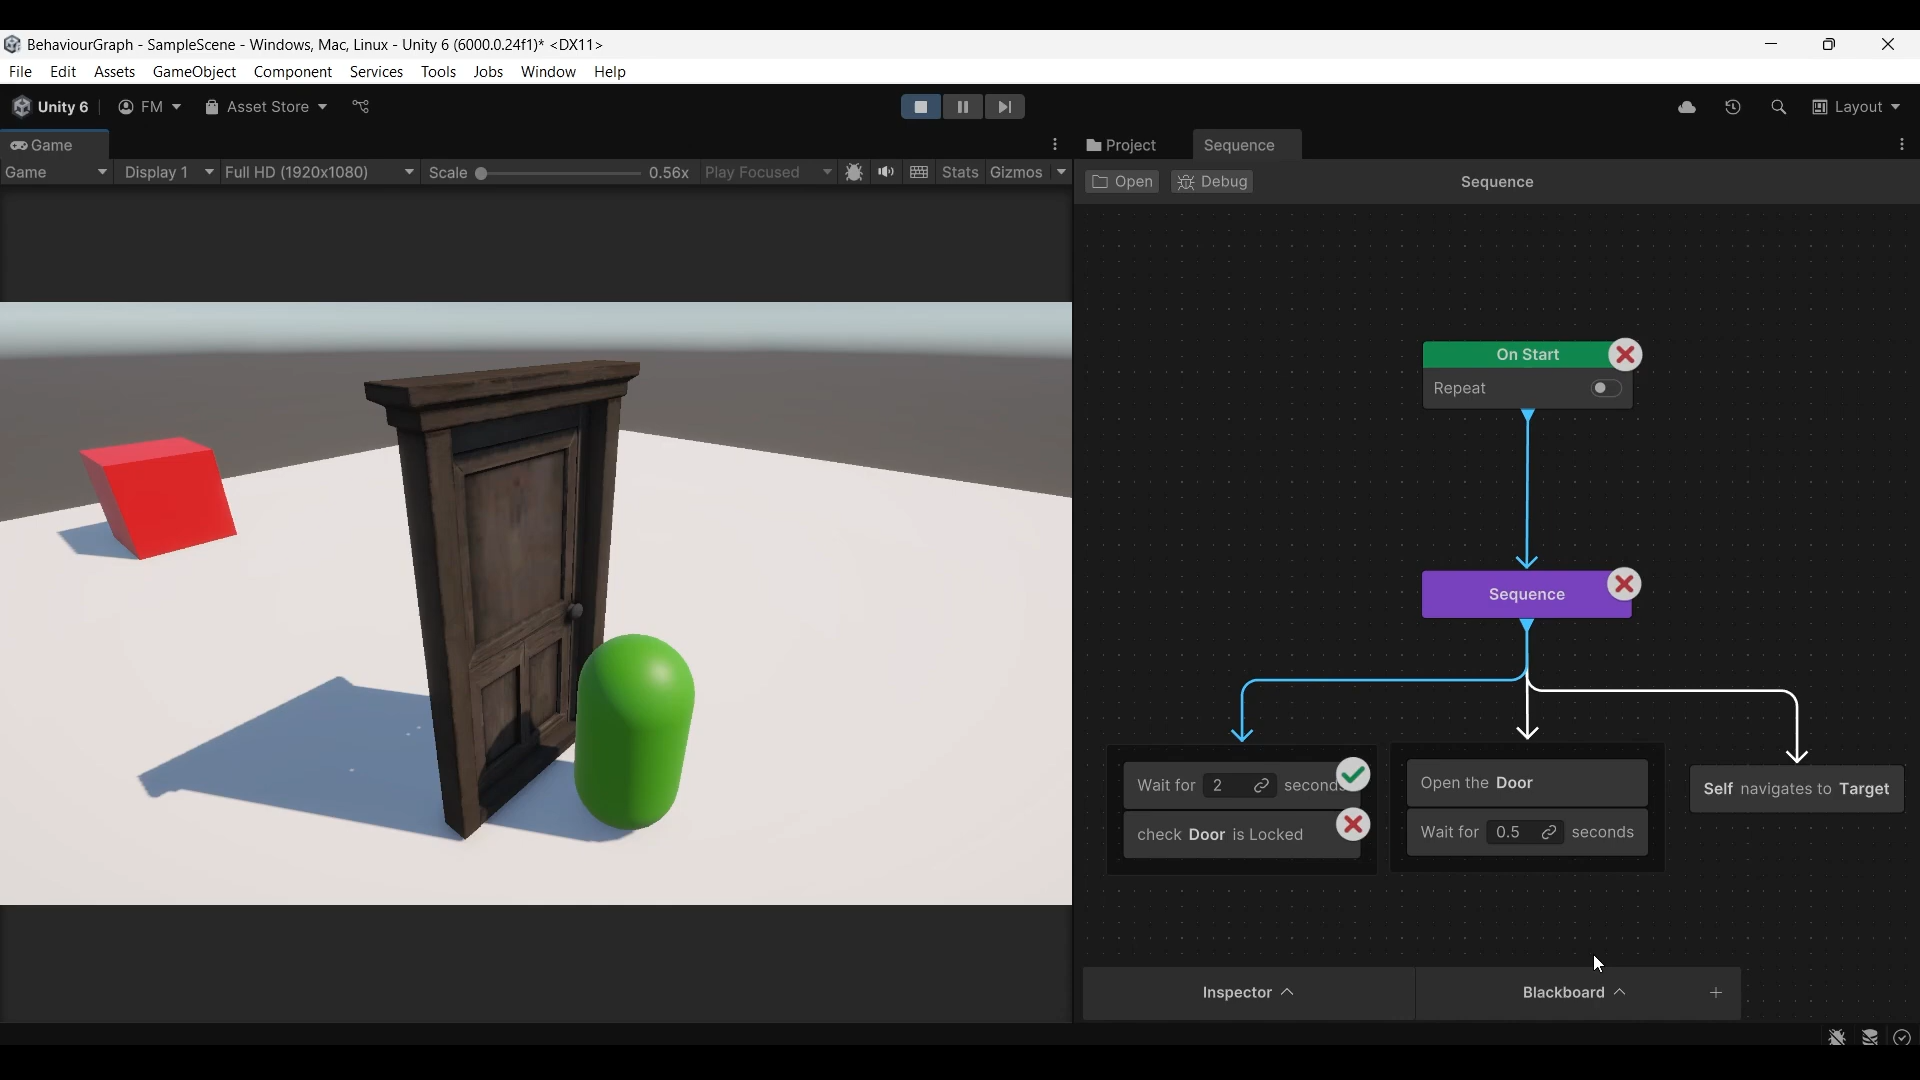 BehaviourGraph - SampleScene - Windows, Mac, Linux - Unity 6 (6000.0.24f1)* <DX11>
File Edit Assets GameObject Component Services Tools Jobs Window Help
Unity 6 FM Asset Store Layout
Game
Game Display 1 Full HD (1920x1080) Scale 0.56x Play Focused Stats Gizmos
Project Sequence
Open Debug Sequence
On Start
Repeat
Sequence
Wait for 2 seconds
check Door is Locked
Open the Door
Wait for 0.5 seconds
Self navigates to Target
Inspector Blackboard +